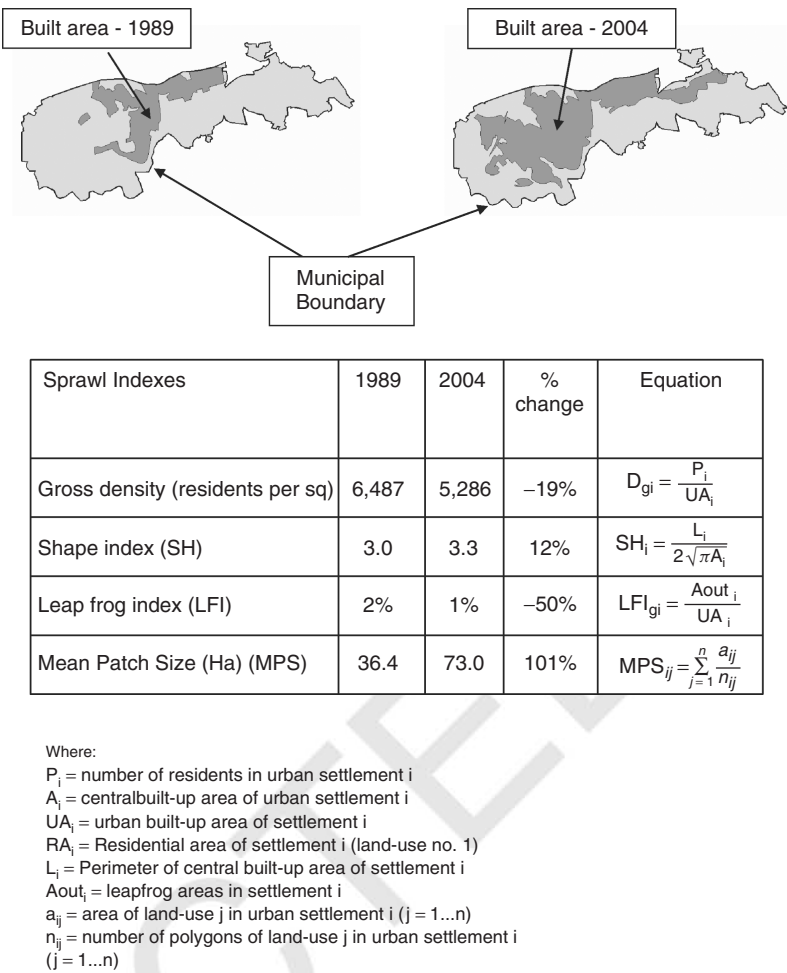 Built area - 1989
Built area - 2004
Municipal
Boundary
Sprawl Indexes 1989 2004 % change Equation
Gross density (residents per sq) 6,487 5,286 −19% D_gi = P_i / UA_i
Shape index (SH) 3.0 3.3 12% SH_i = L_i / 2√πA_i
Leap frog index (LFI) 2% 1% −50% LFI_gi = Aout_i / UA_i
Mean Patch Size (Ha) (MPS) 36.4 73.0 101% MPS_ij = Σ_{j=1}^{n} a_ij / n_ij
Where:
P_i = number of residents in urban settlement i
A_i = centralbuilt-up area of urban settlement i
UA_i = urban built-up area of settlement i
RA_i = Residential area of settlement i (land-use no. 1)
L_i = Perimeter of central built-up area of settlement i
Aout_i = leapfrog areas in settlement i
a_ij = area of land-use j in urban settlement i (j = 1...n)
n_ij = number of polygons of land-use j in urban settlement i
(j = 1...n)